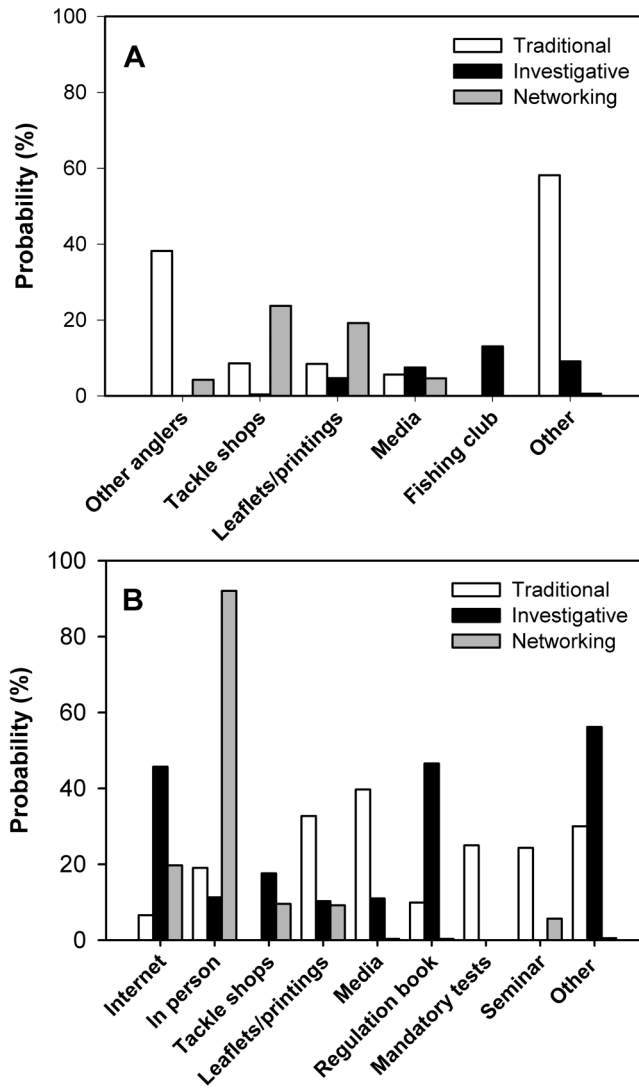 A
Traditional
Investigative
Networking
Probability (%)
100
80
60
40
20
0
Other anglers
Tackle shops
Leaflets/printings
Media
Fishing club
Other
B
Traditional
Investigative
Networking
Probability (%)
100
80
60
40
20
0
Internet
In person
Tackle shops
Leaflets/printings
Media
Regulation book
Mandatory tests
Seminar
Other